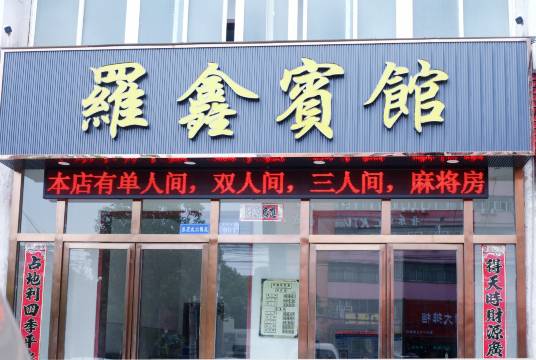 羅鑫賓館
本店有单人间，双人间，三人间，麻将房
占地利四季平
得天時財源廣